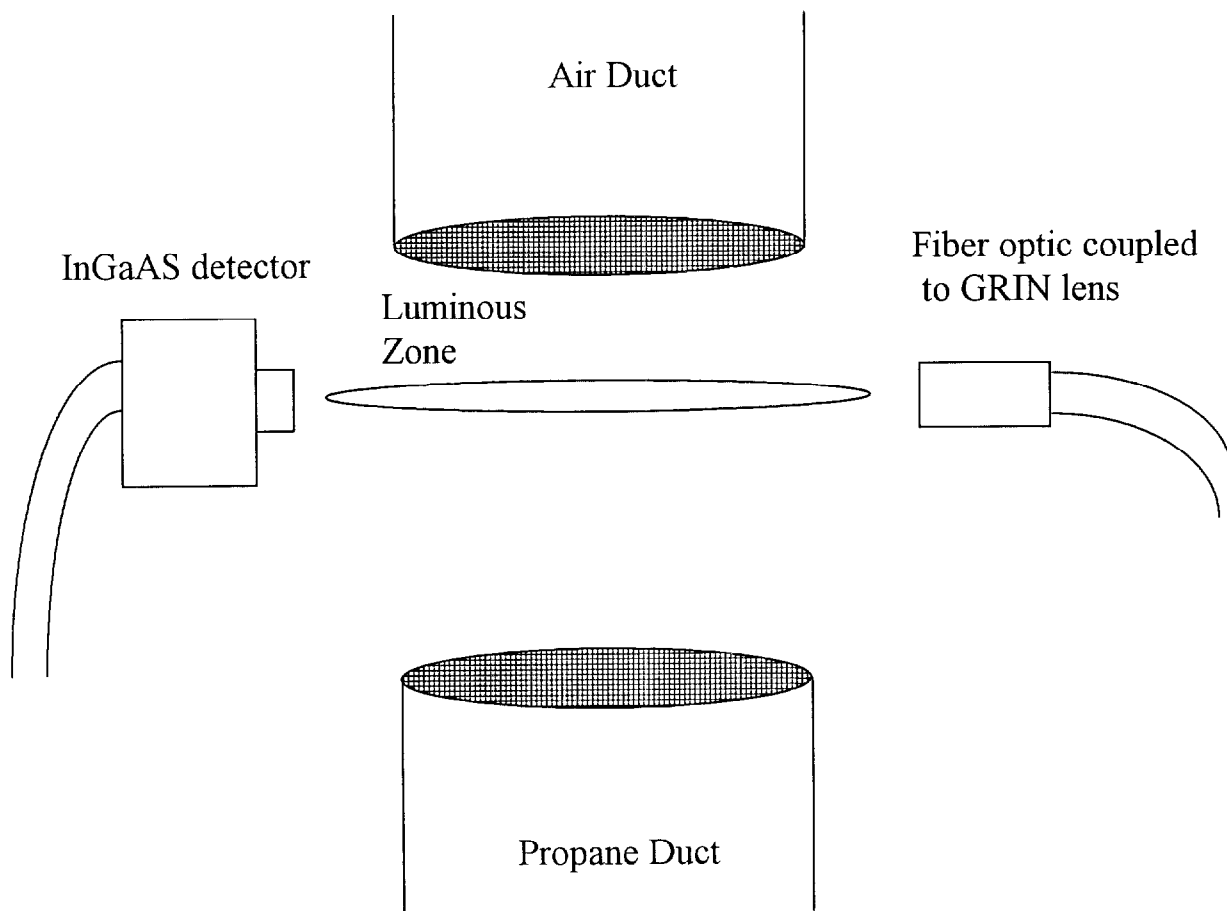 Air Duct
InGaAS detector
Fiber optic coupled
to GRIN lens
Luminous
Zone
Propane Duct